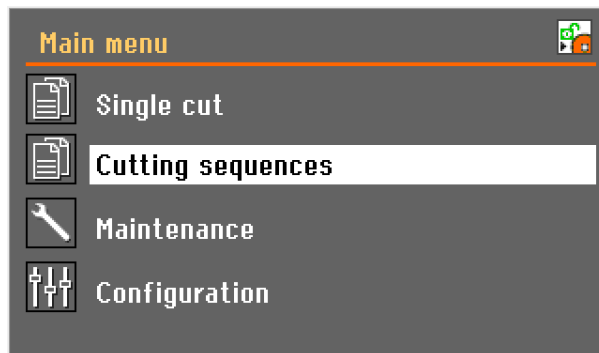 Main menu
Single cut
Cutting sequences
Maintenance
Configuration